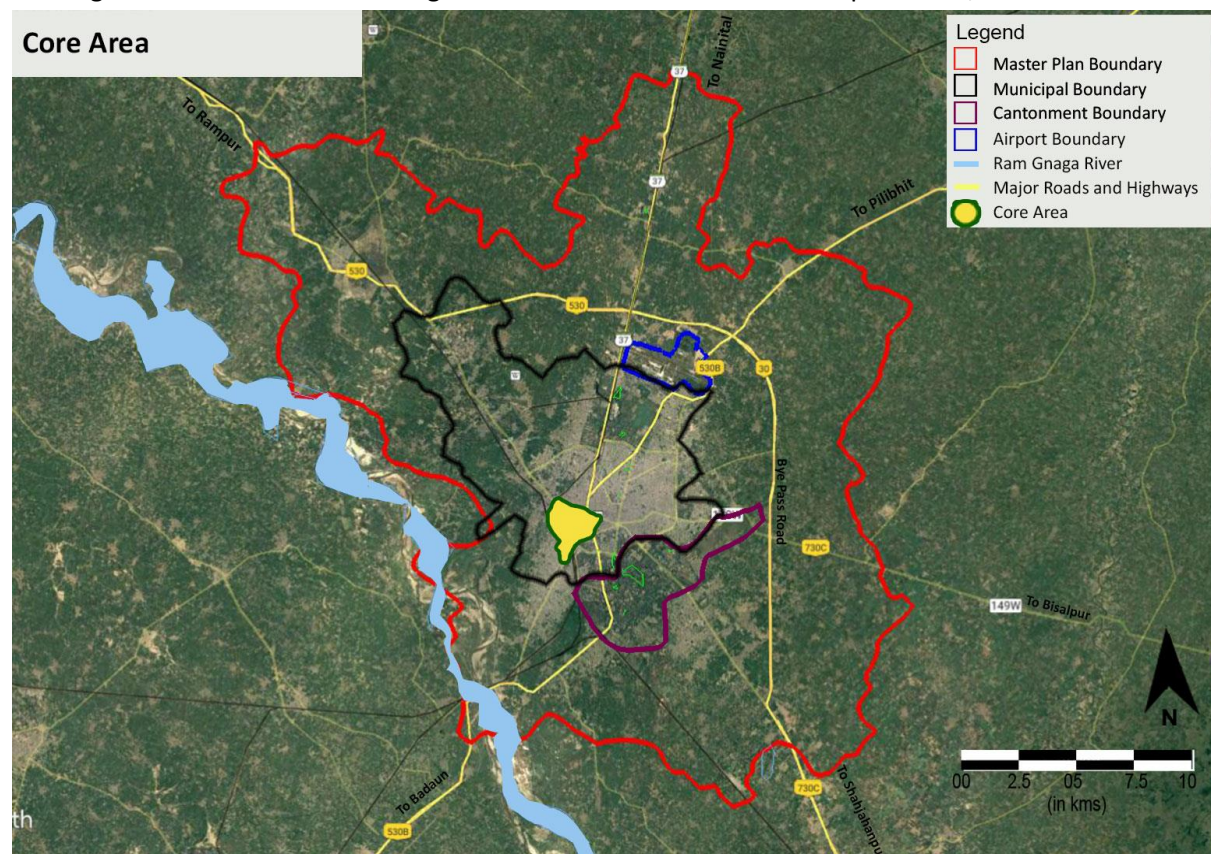 Core Area
Legend
Master Plan Boundary
Municipal Boundary
Cantonment Boundary
Airport Boundary
Ram Gnaga River
Major Roads and Highways
Core Area
To Nainital
37
To Rampur
37
To Pilibhit
530
530
37
530B
30
Bye Pass Road
730C
149W
To Bisalpur
N
00 2.5 05 7.5 10
(in kms)
To Shahjahanpu
730C
To Badaun
530B
th